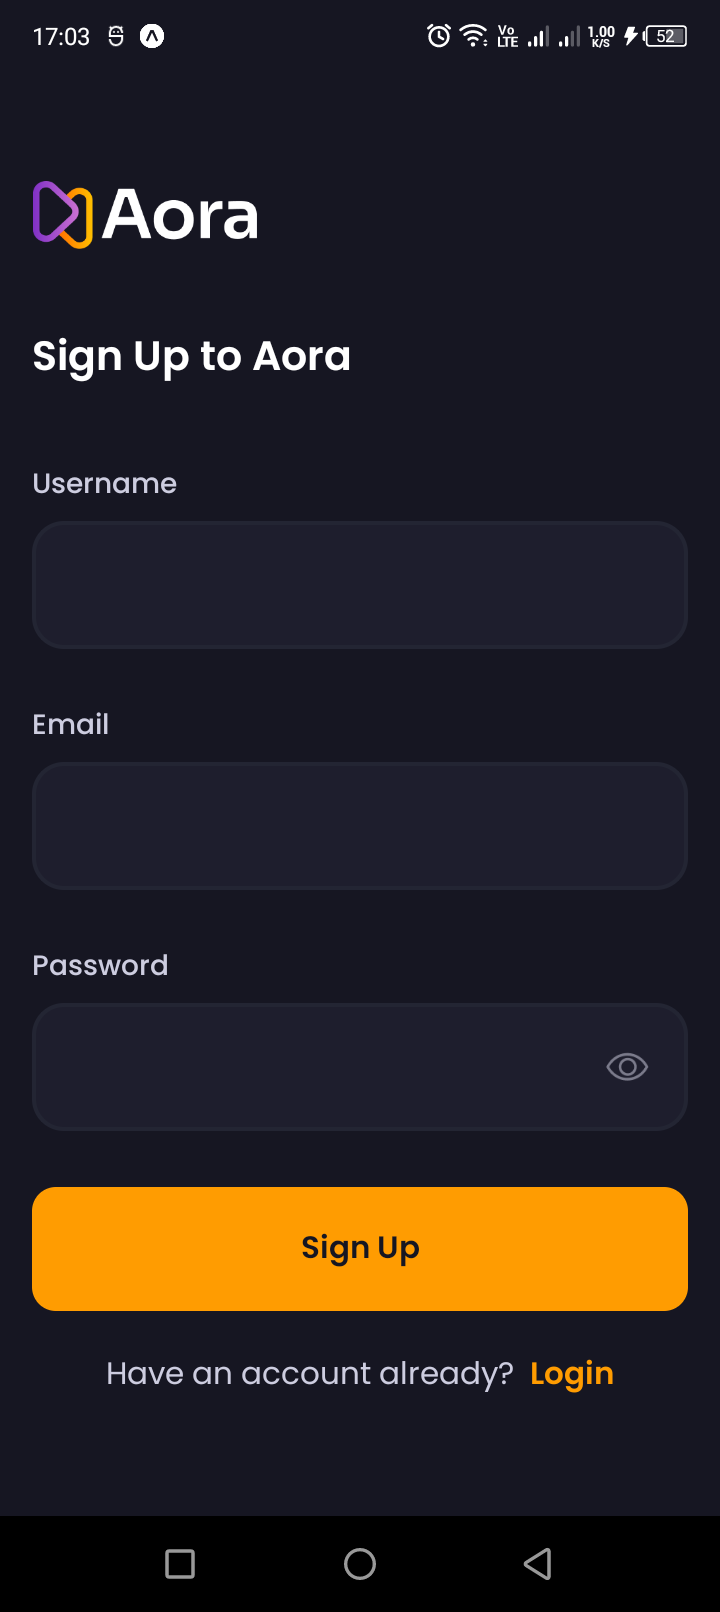 17:03 Vo LTE 1.00 K/S 52
Aora
Sign Up to Aora
Username
Email
Password
Sign Up
Have an account already? Login